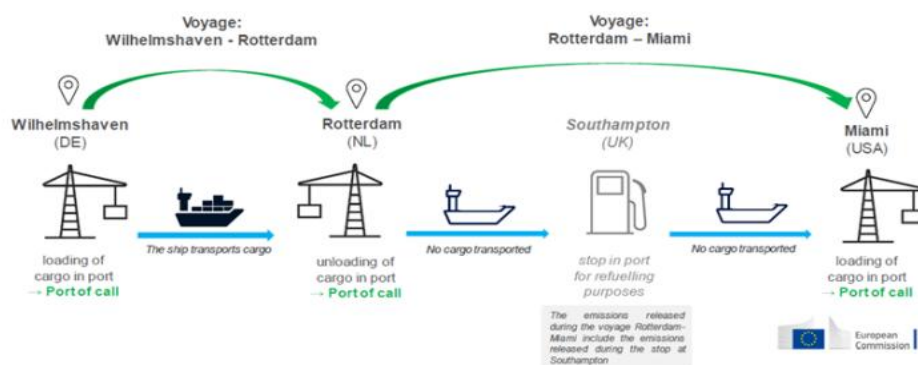 Voyage:
Wilhelmshaven - Rotterdam
Voyage:
Rotterdam – Miami
Wilhelmshaven
(DE)
Rotterdam
(NL)
Southampton
(UK)
Miami
(USA)
The ship transports cargo
No cargo transported
No cargo transported
loading of
cargo in port
→ Port of call
unloading of
cargo in port
→ Port of call
stop in port
for refuelling
purposes
loading of
cargo in port
→ Port of call
The emissions released
during the voyage Rotterdam-
Miami include the emissions
released during the stop at
Southampton
European
Commission